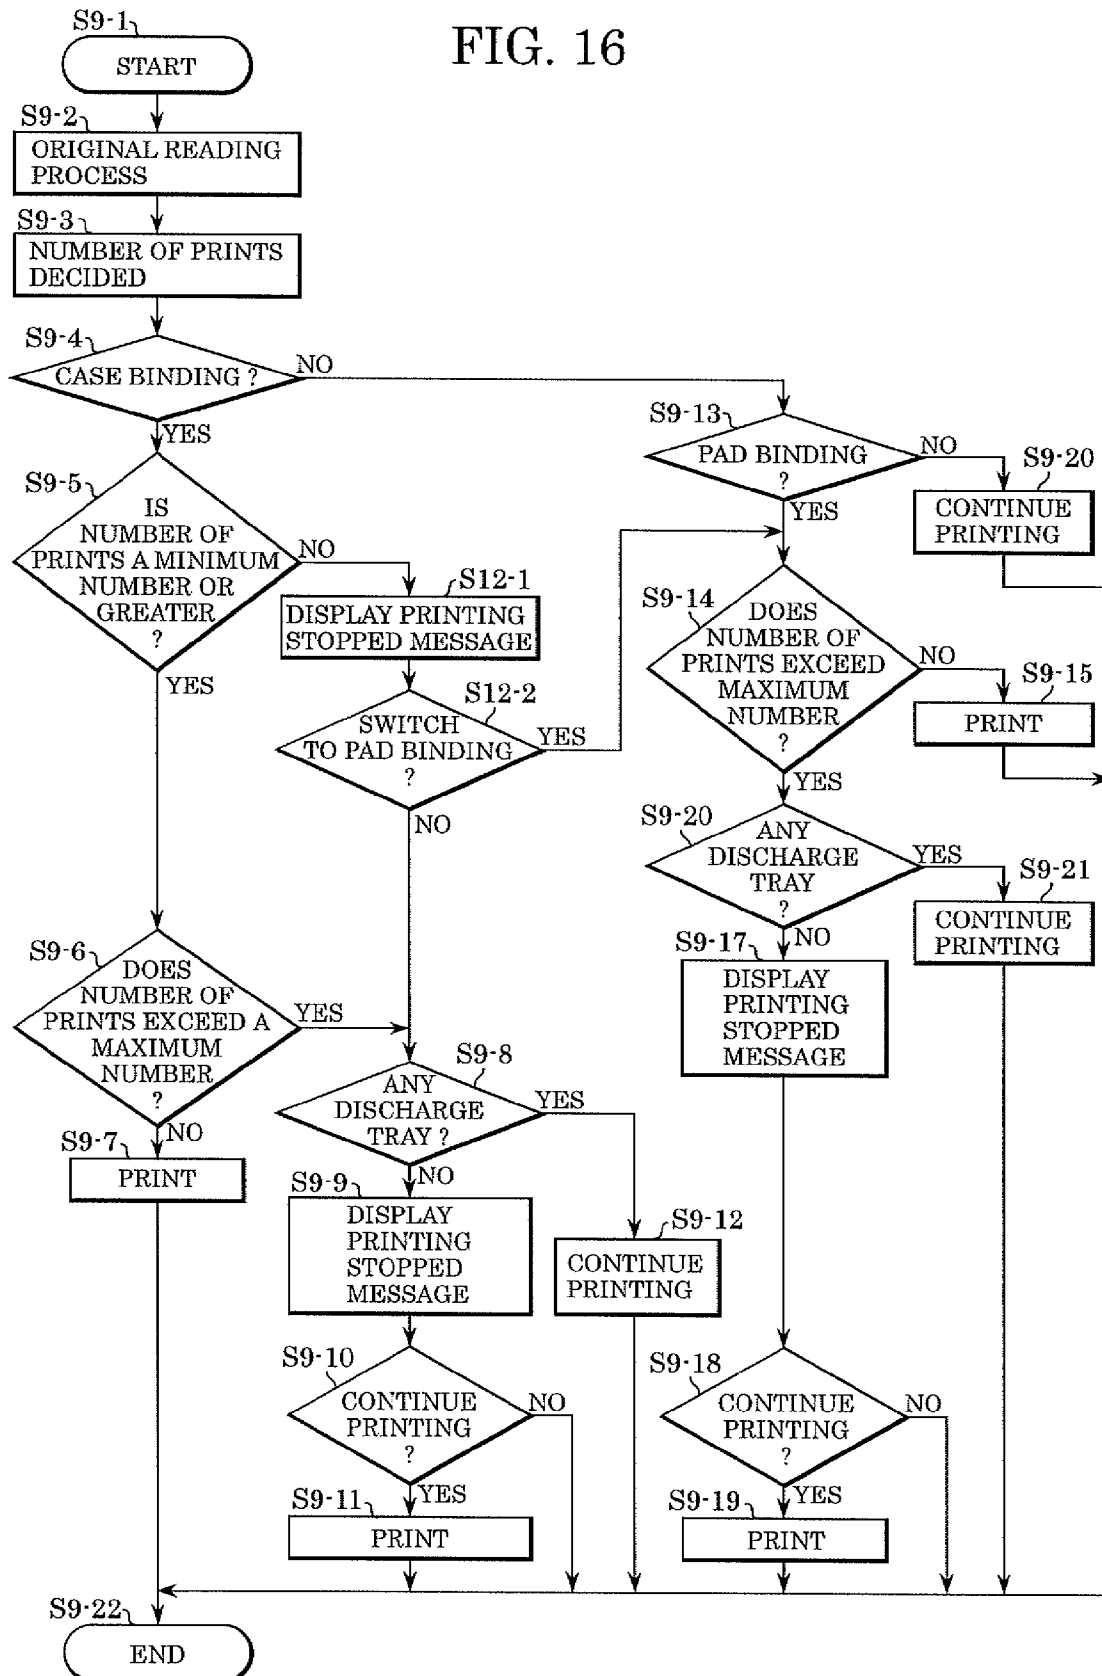 FIG. 16
S9-1
START
S9-2
ORIGINAL READING
PROCESS
S9-3
NUMBER OF PRINTS
DECIDED
S9-4
CASE BINDING ?
NO
YES
S9-5
IS
NUMBER OF
PRINTS A MINIMUM
NUMBER OR
GREATER
?
NO
YES
S12-1
DISPLAY PRINTING
STOPPED MESSAGE
S12-2
SWITCH
TO PAD BINDING
?
YES
NO
S9-6
DOES
NUMBER OF
PRINTS EXCEED A
MAXIMUM
NUMBER
?
YES
NO
S9-7
PRINT
S9-8
ANY
DISCHARGE
TRAY ?
YES
NO
S9-9
DISPLAY
PRINTING
STOPPED
MESSAGE
S9-12
CONTINUE
PRINTING
S9-10
CONTINUE
PRINTING
?
NO
YES
S9-11
PRINT
S9-13
PAD BINDING
?
NO
YES
S9-20
CONTINUE
PRINTING
S9-14
DOES
NUMBER OF
PRINTS EXCEED
MAXIMUM
NUMBER
?
NO
YES
S9-15
PRINT
S9-20
ANY
DISCHARGE
TRAY
?
YES
NO
S9-21
CONTINUE
PRINTING
S9-17
DISPLAY
PRINTING
STOPPED
MESSAGE
S9-18
CONTINUE
PRINTING
?
NO
YES
S9-19
PRINT
S9-22
END